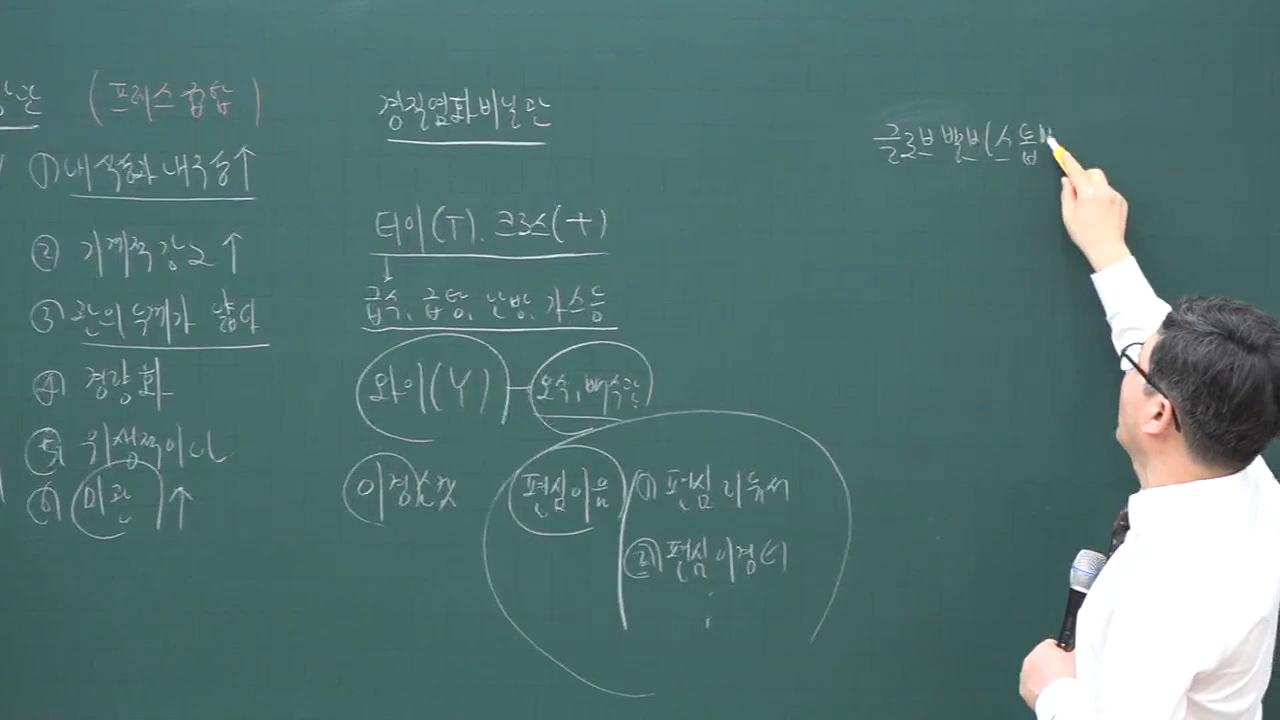 (프레스 접합)
① 내식성과 내구성↑
② 기계적 강도↑
③ 관의 두께가 얇아
④ 경량화
⑤ 위생적이나
⑥ 미관↑
경질염화비닐관
티이(T), 크로스(+)
급수, 급탕, 난방, 가스 등
와이(Y) - 오수, 배수관
이경소켓
편심이음
① 편심 리듀서
② 편심 이경티
글로브 밸브(스톱